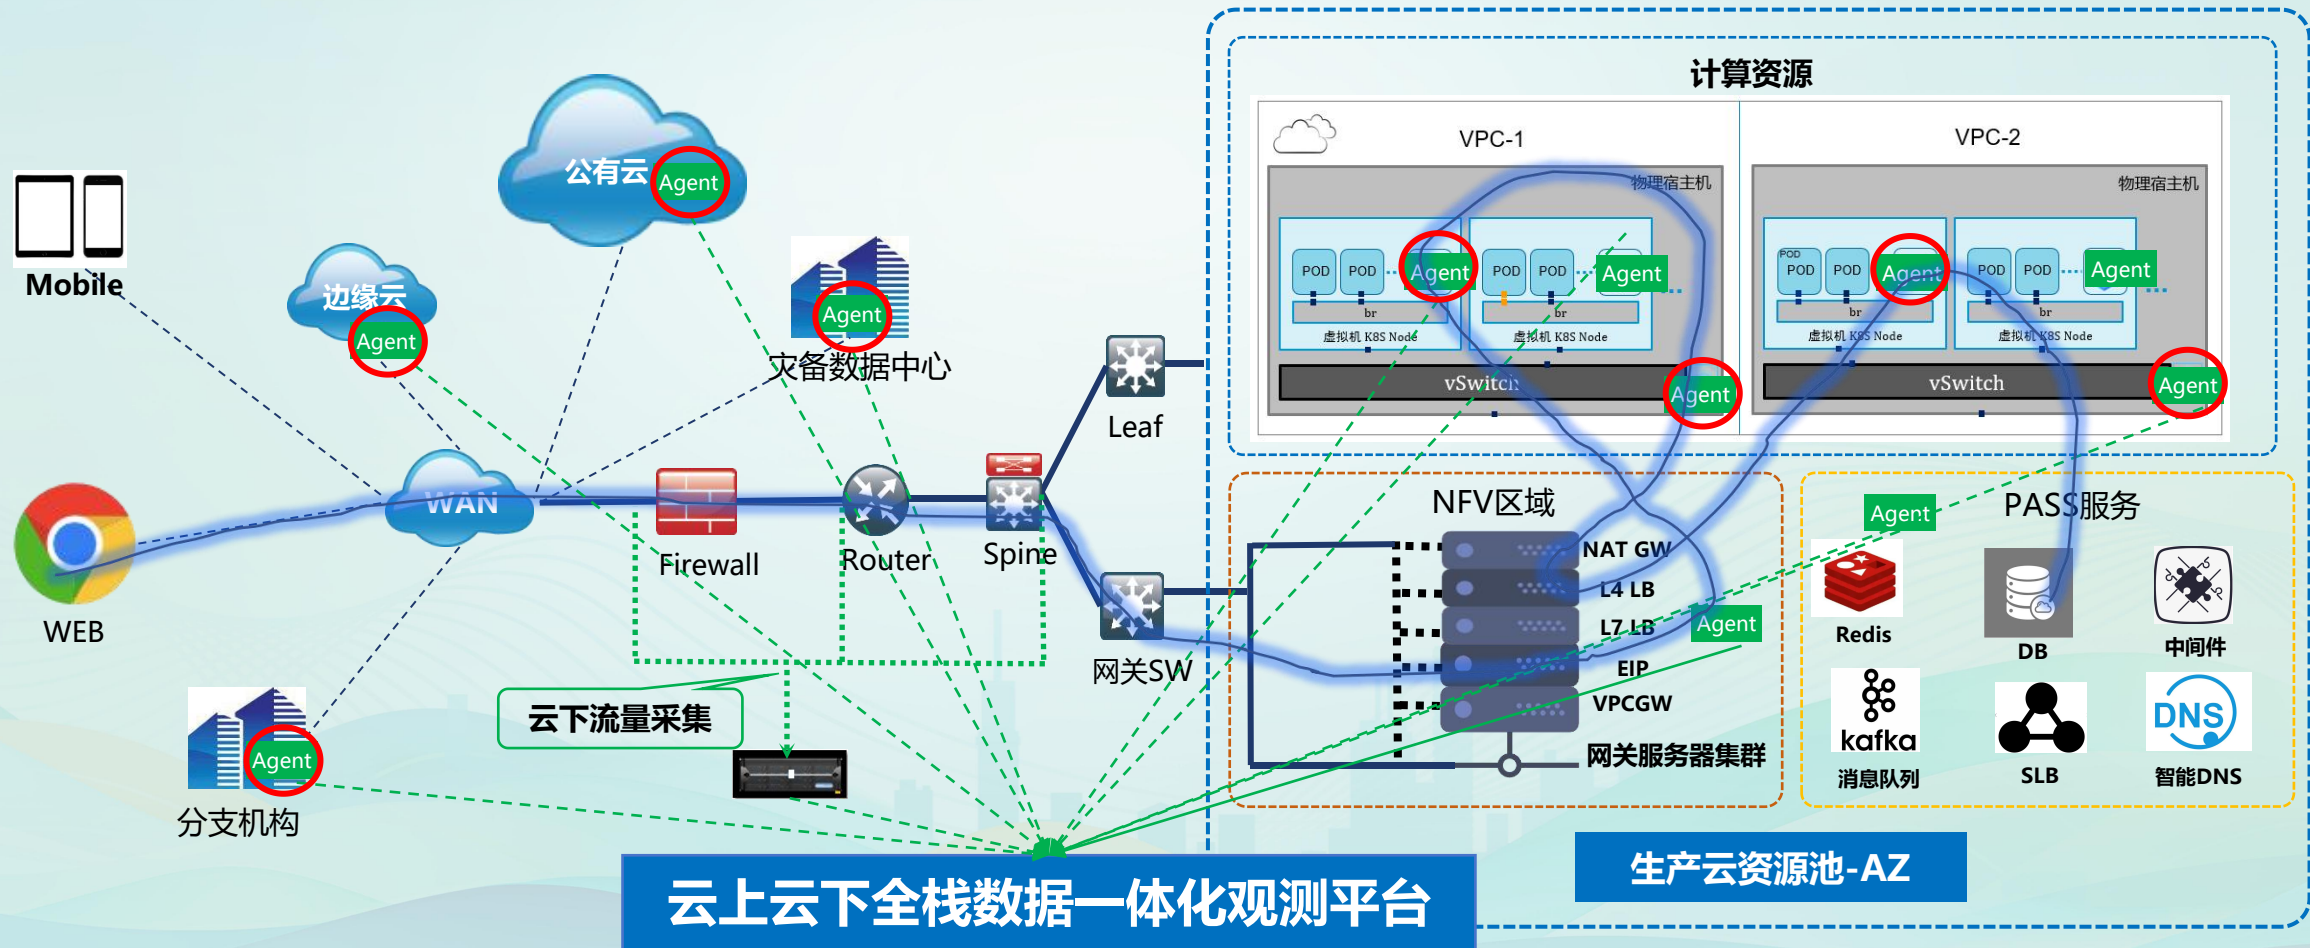 计算资源
VPC-1
VPC-2
物理宿主机
物理宿主机
公有云
Agent
Mobile
边缘云
Agent
Agent
灾备数据中心
POD
POD
Agent
POD
POD
Agent
br
br
虚拟机 K8S Node
虚拟机 K8S Node
vSwitch
Agent
POD
POD
POD
Agent
POD
POD
Agent
br
br
虚拟机 K8S Node
虚拟机 K8S Node
vSwitch
Agent
Leaf
WAN
WEB
Firewall
Router
Spine
网关SW
NFV区域
NAT GW
L4 LB
L7 LB
EIP
VPCGW
Agent
网关服务器集群
Agent
PASS服务
Redis
DB
中间件
kafka
消息队列
SLB
DNS
智能DNS
云下流量采集
Agent
分支机构
生产云资源池-AZ
云上云下全栈数据一体化观测平台